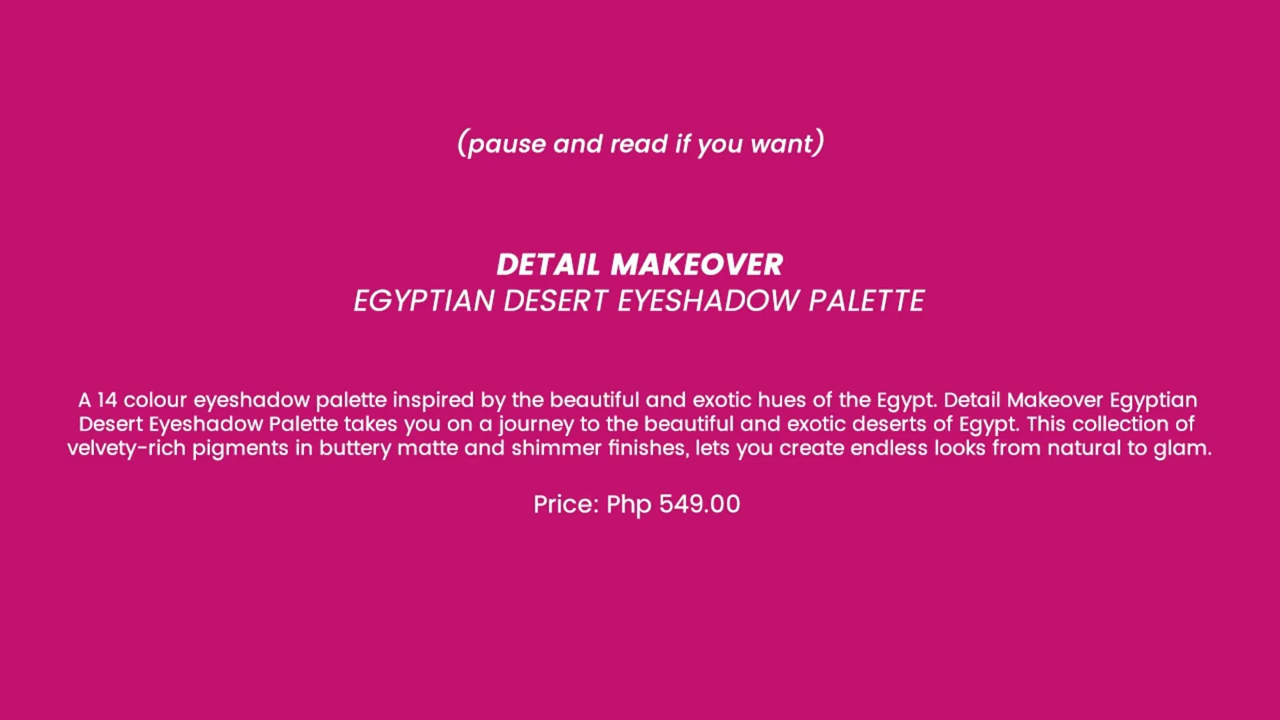 (pause and read if you want)
DETAIL MAKEOVER
EGYPTIAN DESERT EYESHADOW PALETTE
A 14 colour eyeshadow palette inspired by the beautiful and exotic hues of the Egypt. Detail Makeover Egyptian
Desert Eyeshadow Palette takes you on a journey to the beautiful and exotic deserts of Egypt. This collection of
velvety-rich pigments in buttery matte and shimmer finishes, lets you create endless looks from natural to glam.
Price: Php 549.00